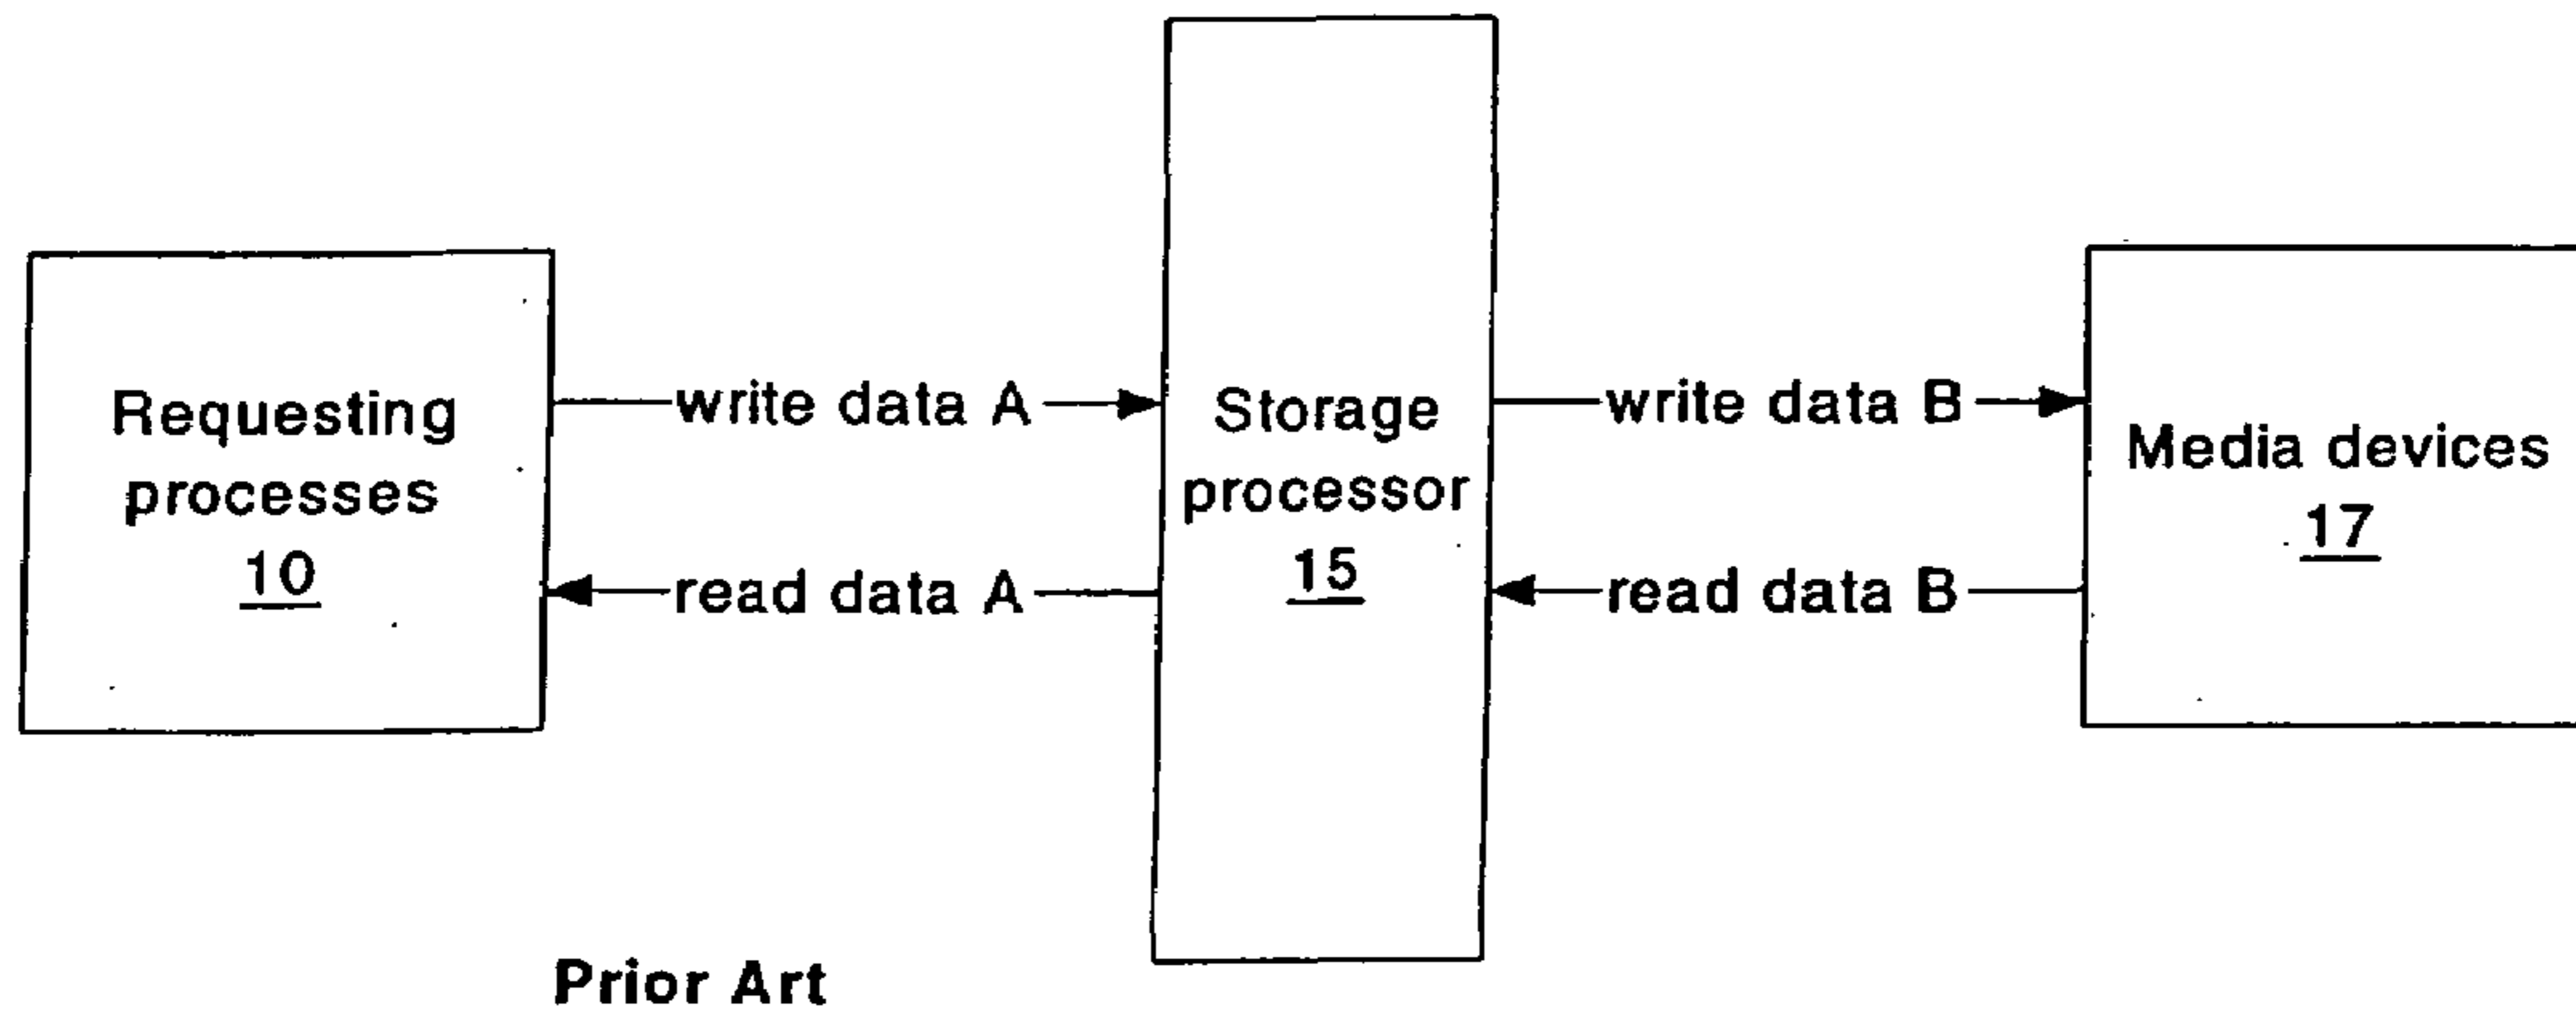 Requesting
processes
10
write data A
read data A
Storage
processor
15
write data B
read data B
Media devices
17
Prior Art